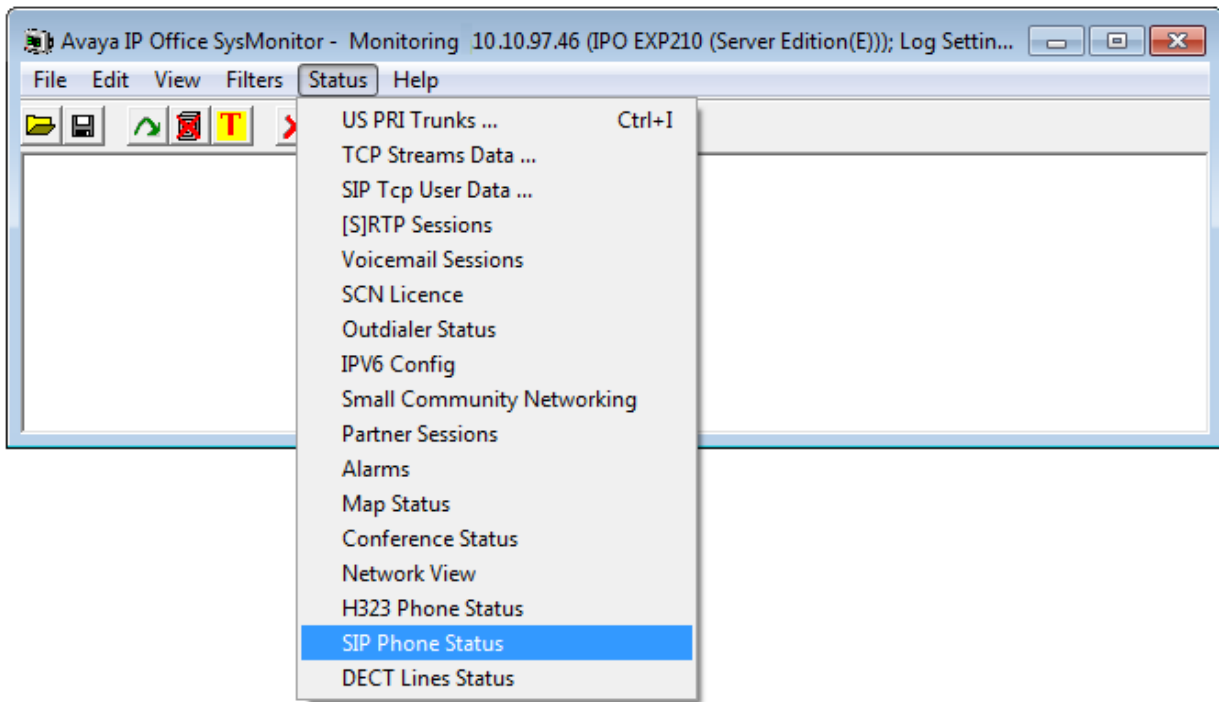 Avaya IP Office SysMonitor - Monitoring 10.10.97.46 (IPO EXP210 (Server Edition(E))); Log Settin...
File Edit View Filters Status Help
T
US PRI Trunks ... Ctrl+I
TCP Streams Data ...
SIP Tcp User Data ...
[S]RTP Sessions
Voicemail Sessions
SCN Licence
Outdialer Status
IPV6 Config
Small Community Networking
Partner Sessions
Alarms
Map Status
Conference Status
Network View
H323 Phone Status
SIP Phone Status
DECT Lines Status